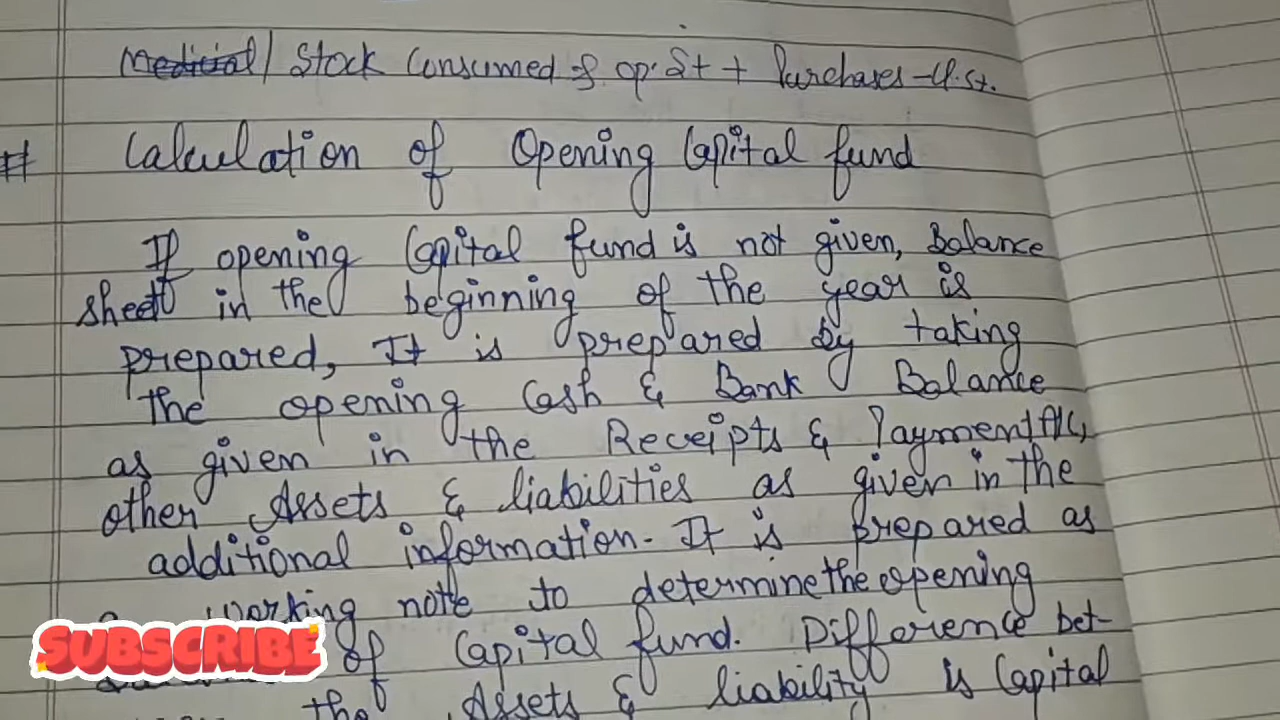 Medicial/ Stock Consumed = op. St + Purchases - Cl. St.
# Calculation of Opening Capital fund
If opening Capital fund is not given, Balance
sheet in the beginning of the year is
prepared, It is prepared by taking
the opening Cash & Bank Balance
as given in the Receipts & Payment A/C,
other Assets & liabilities as given in the
additional information. It is prepared as
working note to determine the opening
of Capital fund. Difference bet-
the Assets & liability is Capital
SUBSCRIBE